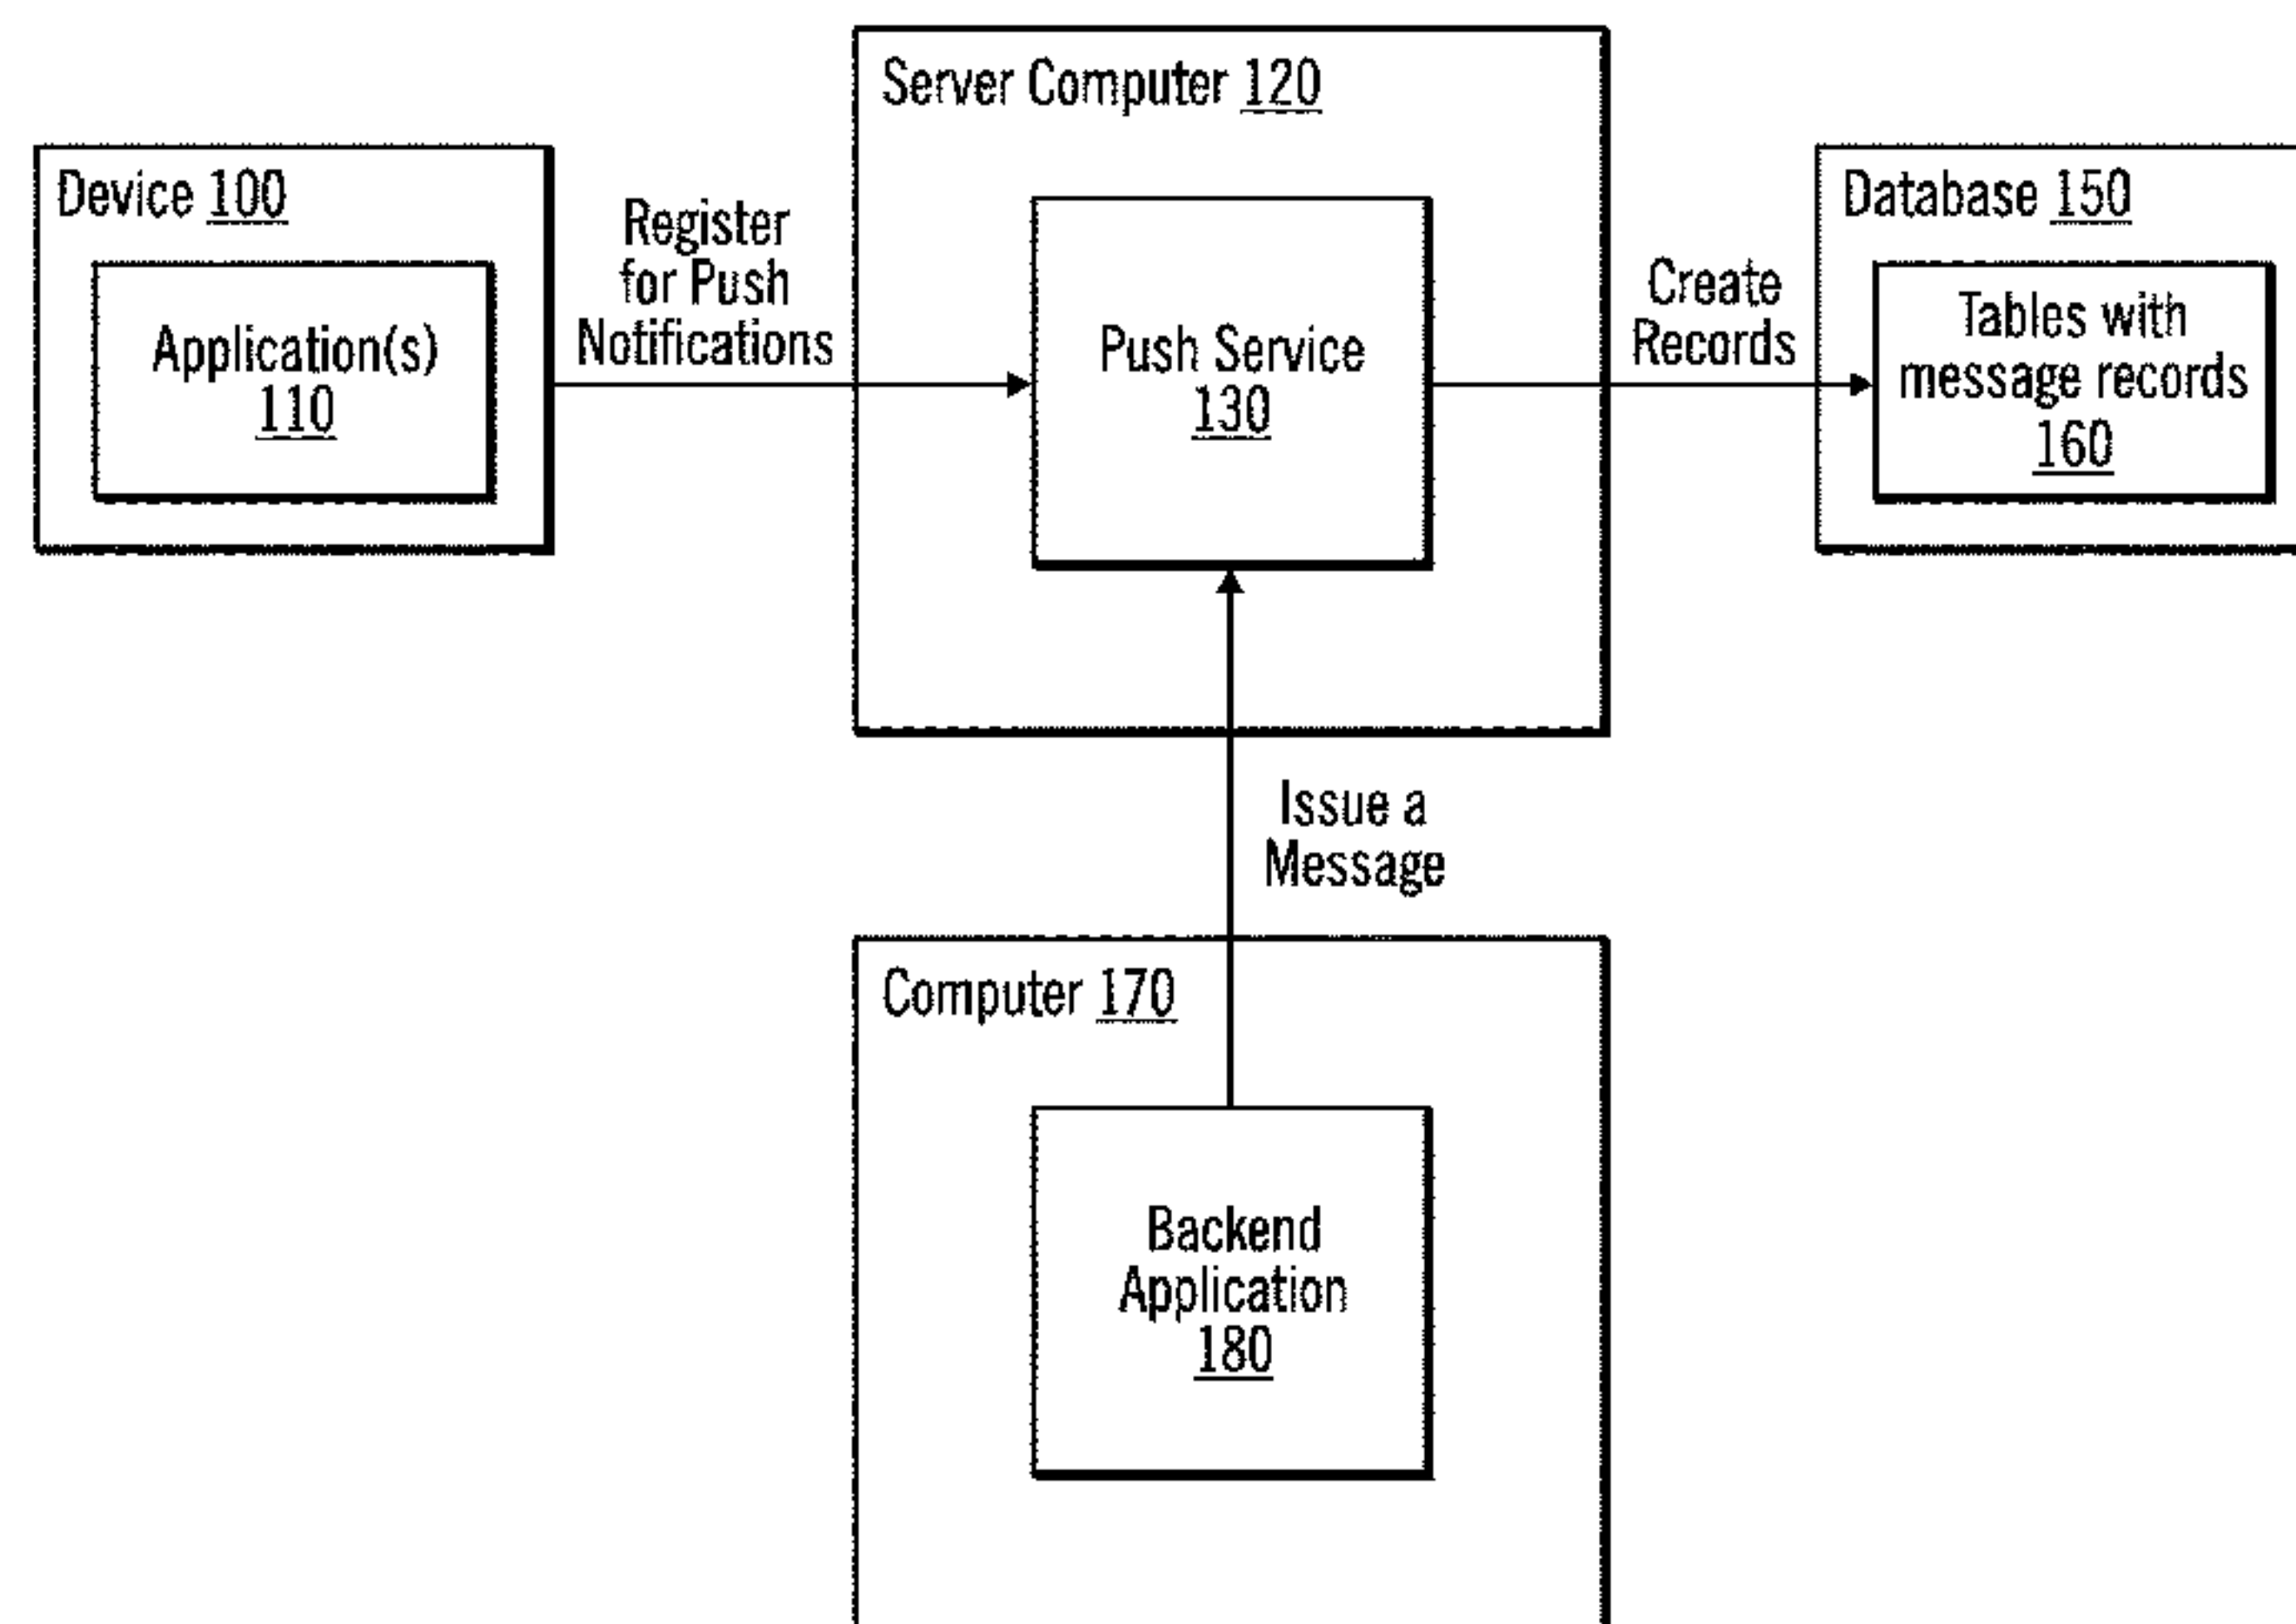 Server Computer 120
Device 100
Register
for Push
Notifications
Application(s)
110
Push Service
130
Create
Records
Database 150
Tables with
message records
160
Issue a
Message
Computer 170
Backend
Application
180